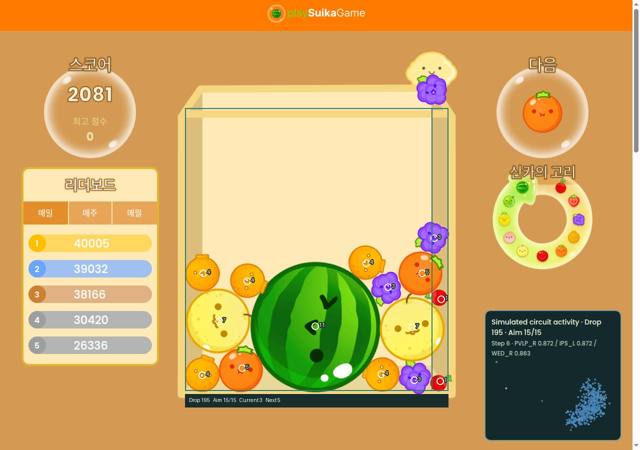 playSuikaGame
스코어
2081
최고 점수
0
리더보드
매일 매주 매월
1 40005
2 39032
3 38166
4 30420
5 26336
다음
산카의 고리
Simulated circuit activity · Drop
195 · Aim 15/15
Step 6 · PVLP_R 0.872 / IPS_L 0.872 /
WED_R 0.863
Drop 195 Aim 15/15 Current 3 Next 5